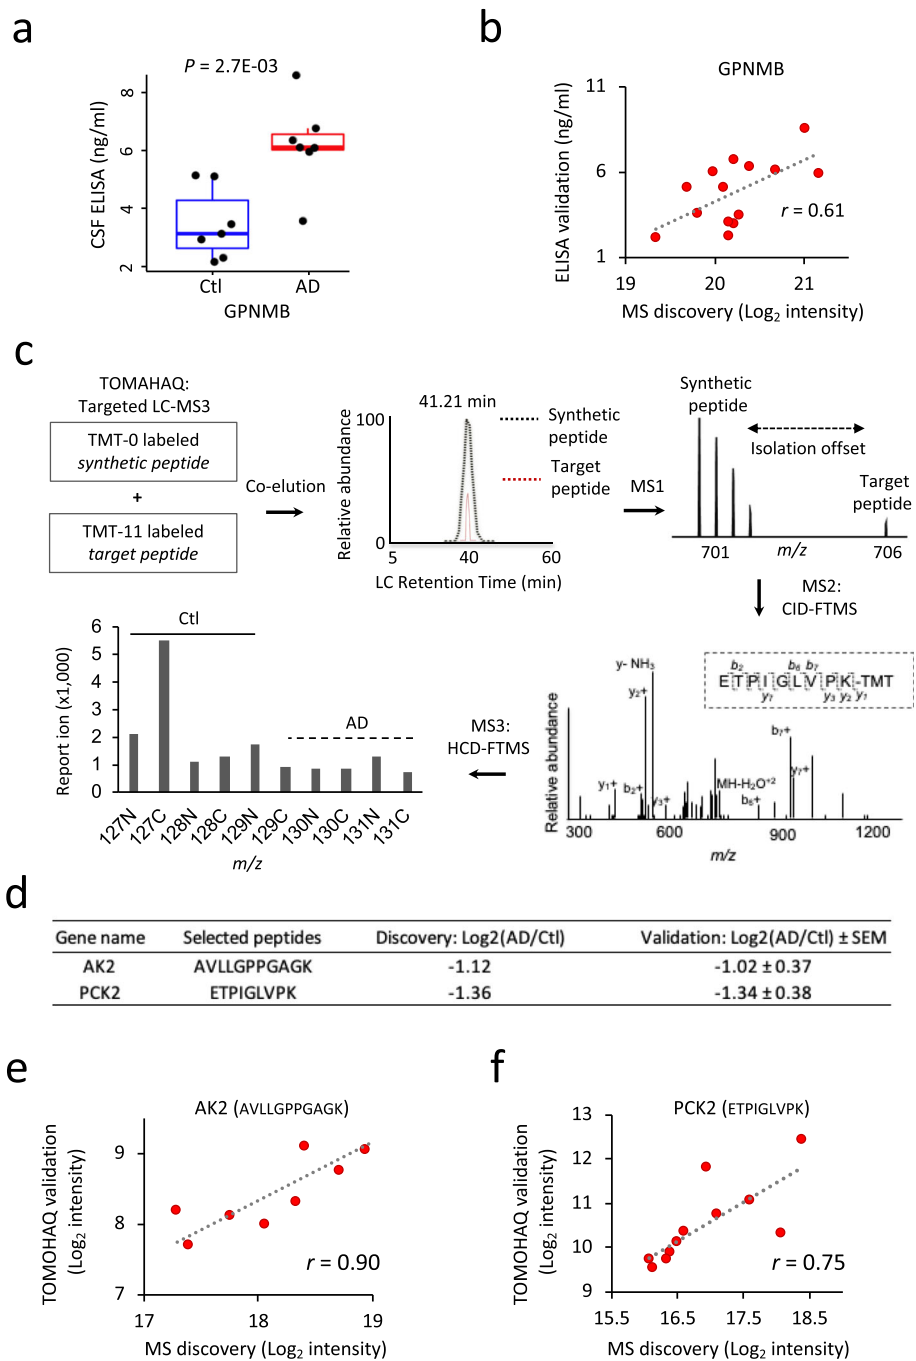 a
P = 2.7E-03
CSF ELISA (ng/ml)
8
6
4
2
Ctl AD
GPNMB
b
GPNMB
ELISA validation (ng/ml)
11
6
1
r = 0.61
19 20 21
MS discovery (Log2 intensity)
c
TOMAHAQ:
Targeted LC-MS3
TMT-0 labeled
synthetic peptide
+
TMT-11 labeled
target peptide
Co-elution
41.21 min
Relative abundance
100
0
5 40 60
LC Retention Time (min)
Synthetic
peptide
Target
peptide
MS1
Synthetic
peptide
Isolation offset
Target
peptide
701 m/z 706
MS2:
CID-FTMS
y- NH3
y2+
y1+
b2+
y3+
MH-H2O+2
b6+
b7+
y7+
b2 b6 b7
ETPIGLVPK-TMT
y7 y3 y2 y7
Relative abundance
300 600 900 1200
m/z
MS3:
HCD-FTMS
Ctl
AD
Report ion (x1,000)
6
5
4
3
2
1
0
127N 127C 128N 128C 129N 129C 130N 130C 131N 131C
m/z
d
Gene name Selected peptides Discovery: Log2(AD/Ctl) Validation: Log2(AD/Ctl) ± SEM
AK2 AVLLGPPGAGK -1.12 -1.02 ± 0.37
PCK2 ETPIGLVPK -1.36 -1.34 ± 0.38
e
AK2 (AVLLGPPGAGK)
TOMOHAQ validation
(Log2 intensity)
9
8
7
r = 0.90
17 18 19
MS discovery (Log2 intensity)
f
PCK2 (ETPIGLVPK)
TOMOHAQ validation
(Log2 intensity)
13
12
11
10
9
r = 0.75
15.5 16.5 17.5 18.5
MS discovery (Log2 intensity)